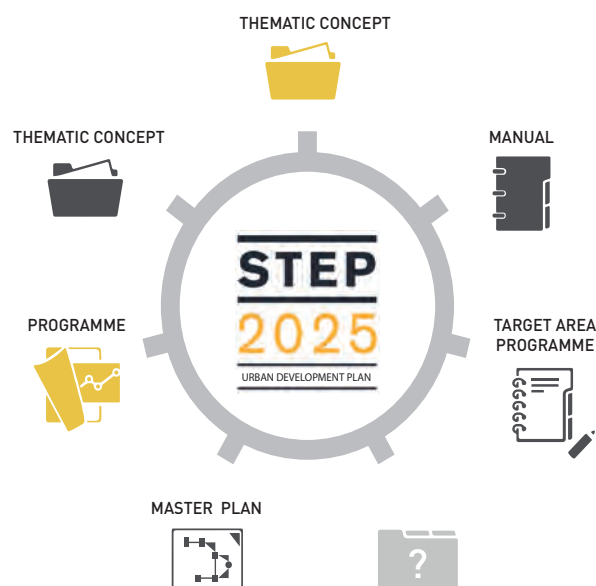 THEMATIC CONCEPT
THEMATIC CONCEPT
MANUAL
STEP
2025
URBAN DEVELOPMENT PLAN
PROGRAMME
TARGET AREA
PROGRAMME
MASTER PLAN
?